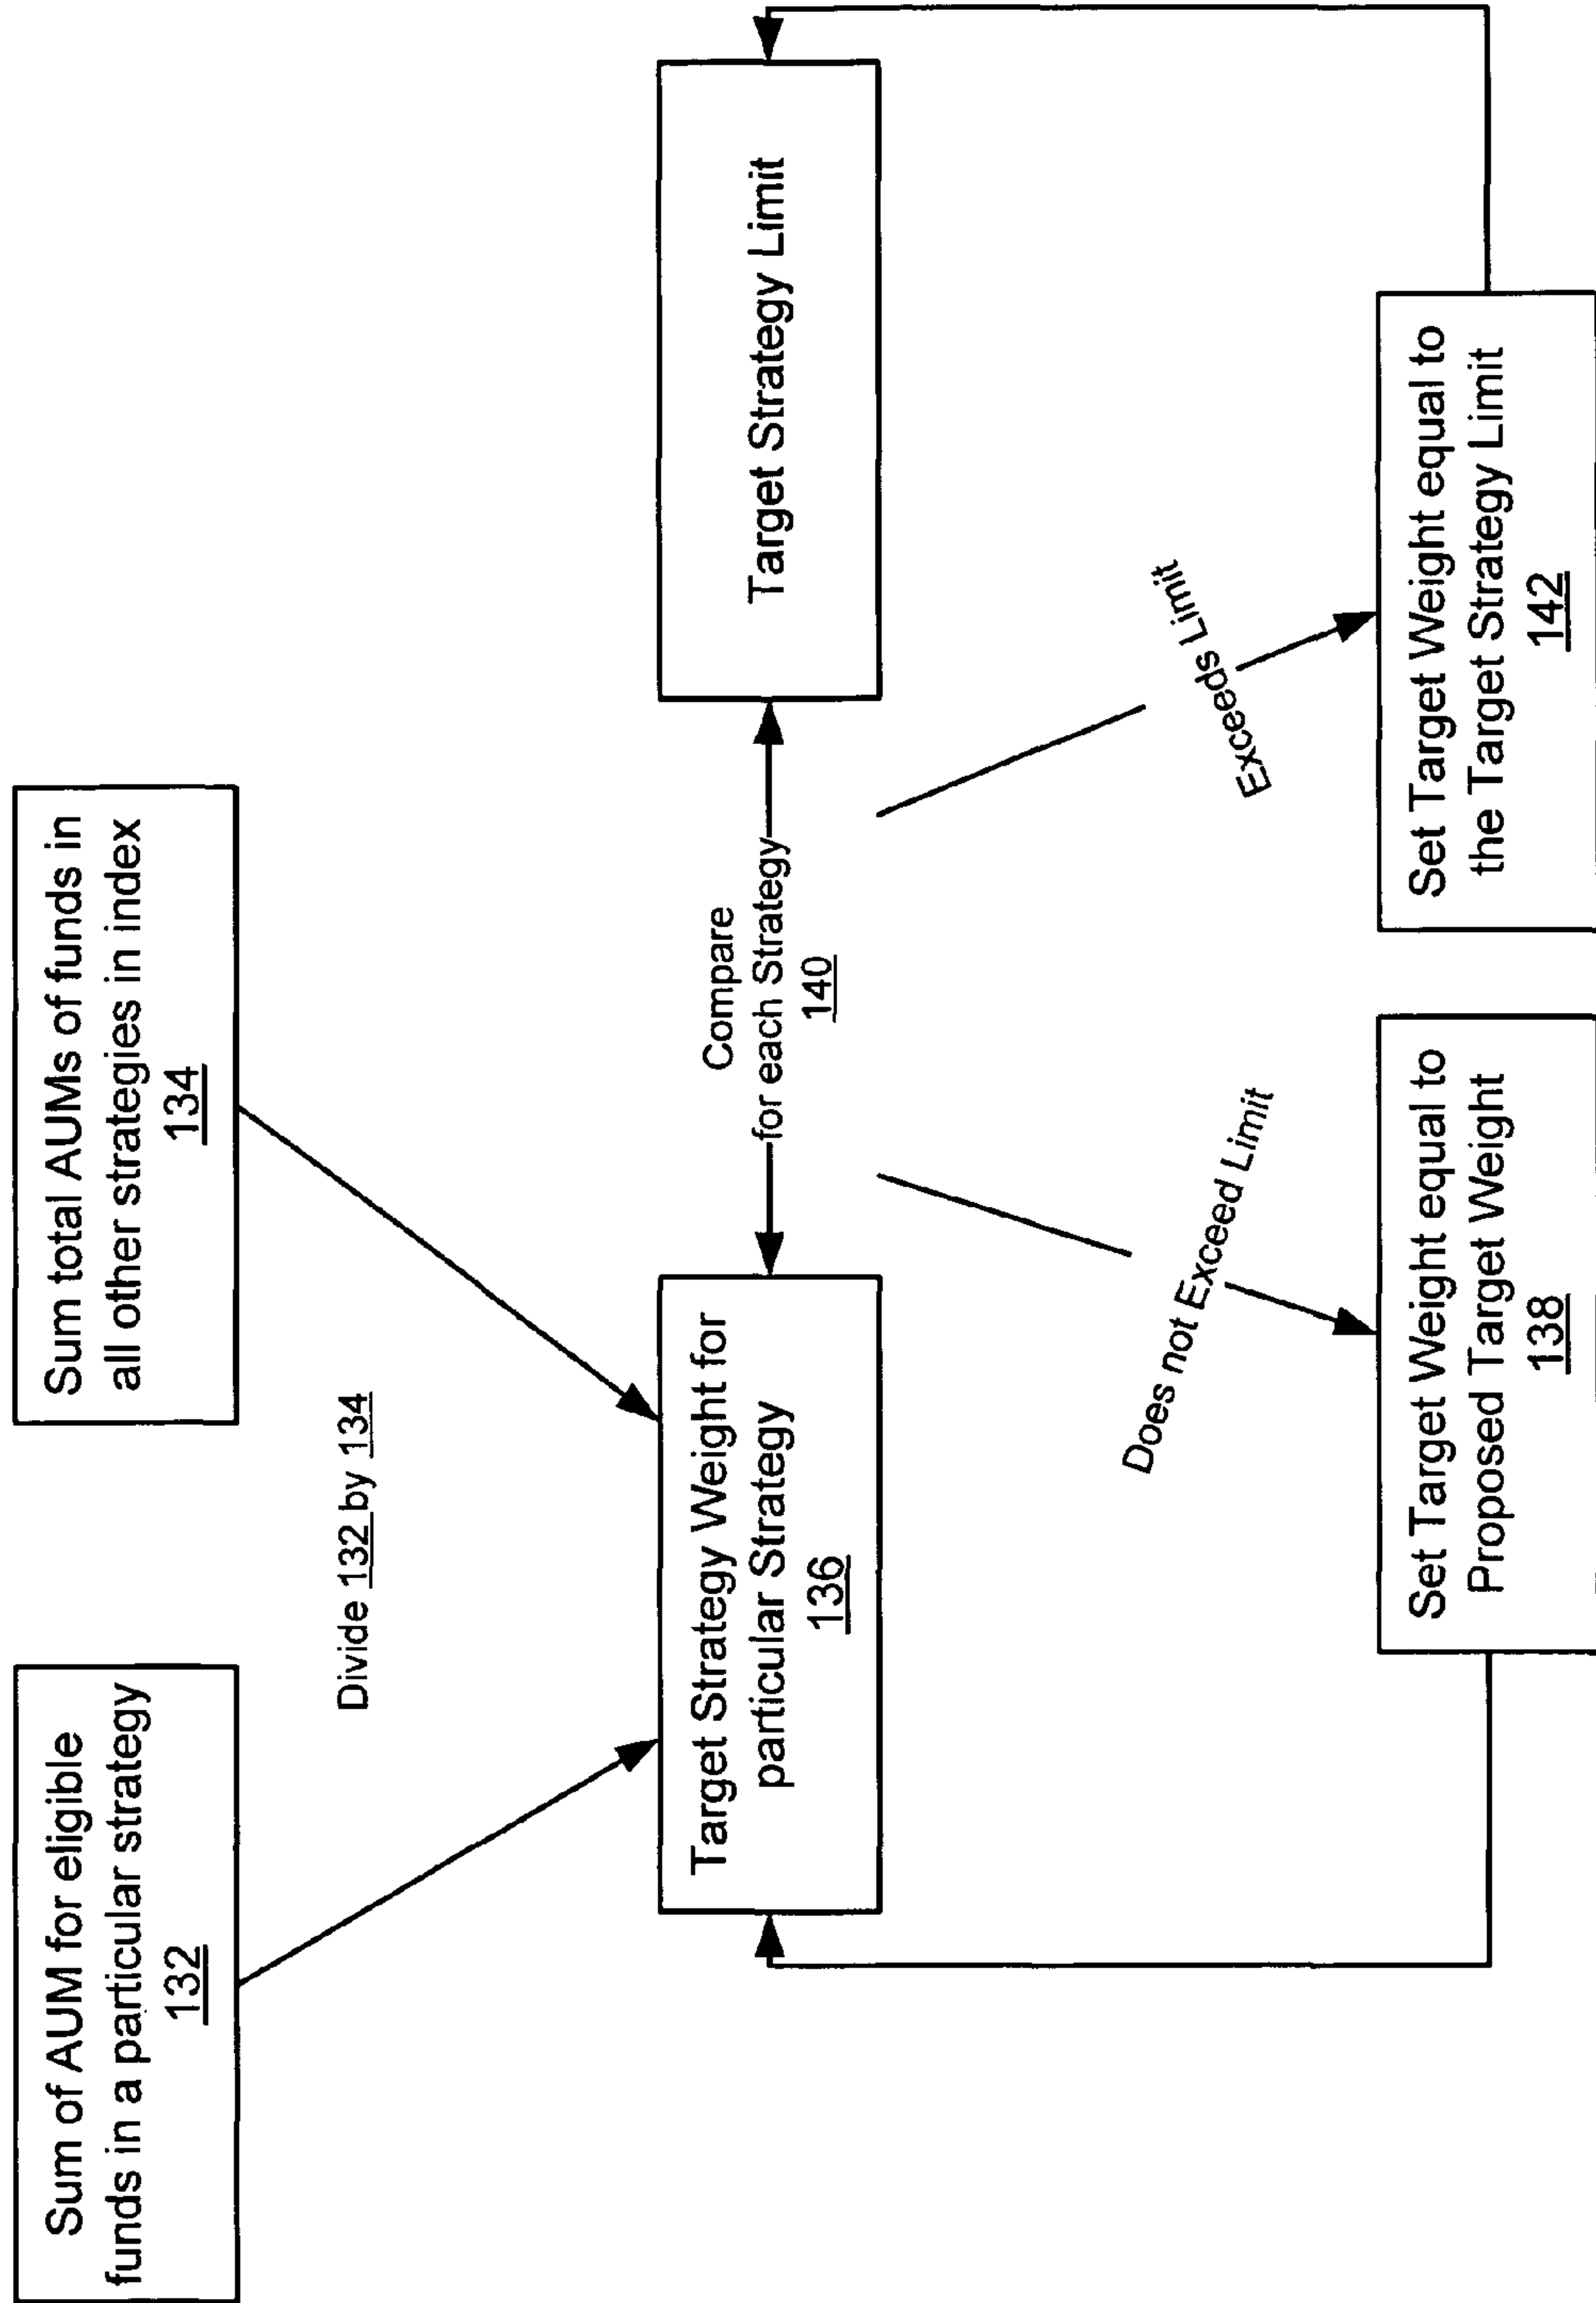 Sum of AUM for eligible
funds in a particular strategy
132
Sum total AUMs of funds in
all other strategies in index
134
Divide 132 by 134
Target Strategy Weight for
particular Strategy
136
Compare
for each Strategy
140
Target Strategy Limit
Does not Exceed Limit
Exceeds Limit
Set Target Weight equal to
Proposed Target Weight
138
Set Target Weight equal to
the Target Strategy Limit
142